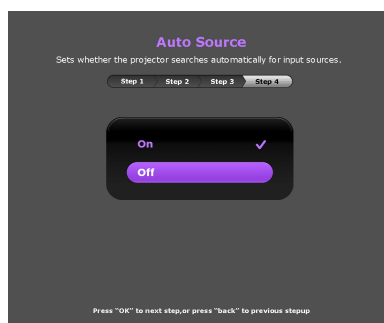 Auto Source
Sets whether the projector searches automatically for input sources.
Step 1 Step 2 Step 3 Step 4
On
Off
Press “OK” to next step,or press “back” to previous stepup